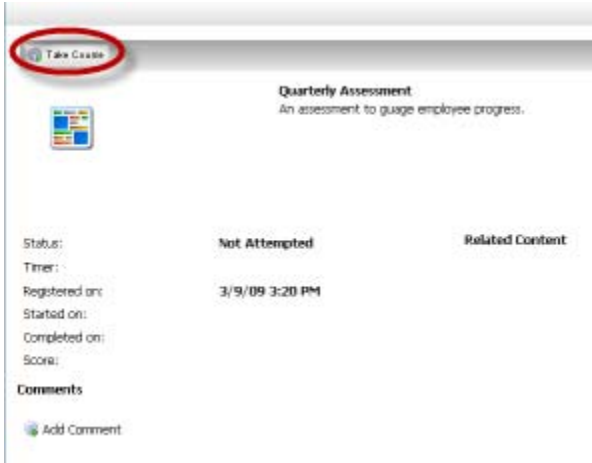 Take Course
Quarterly Assessment
An assessment to guage employee progress.
Status: Not Attempted Related Content
Timer:
Registered on: 3/9/09 3:20 PM
Started on:
Completed on:
Score:
Comments
Add Comment